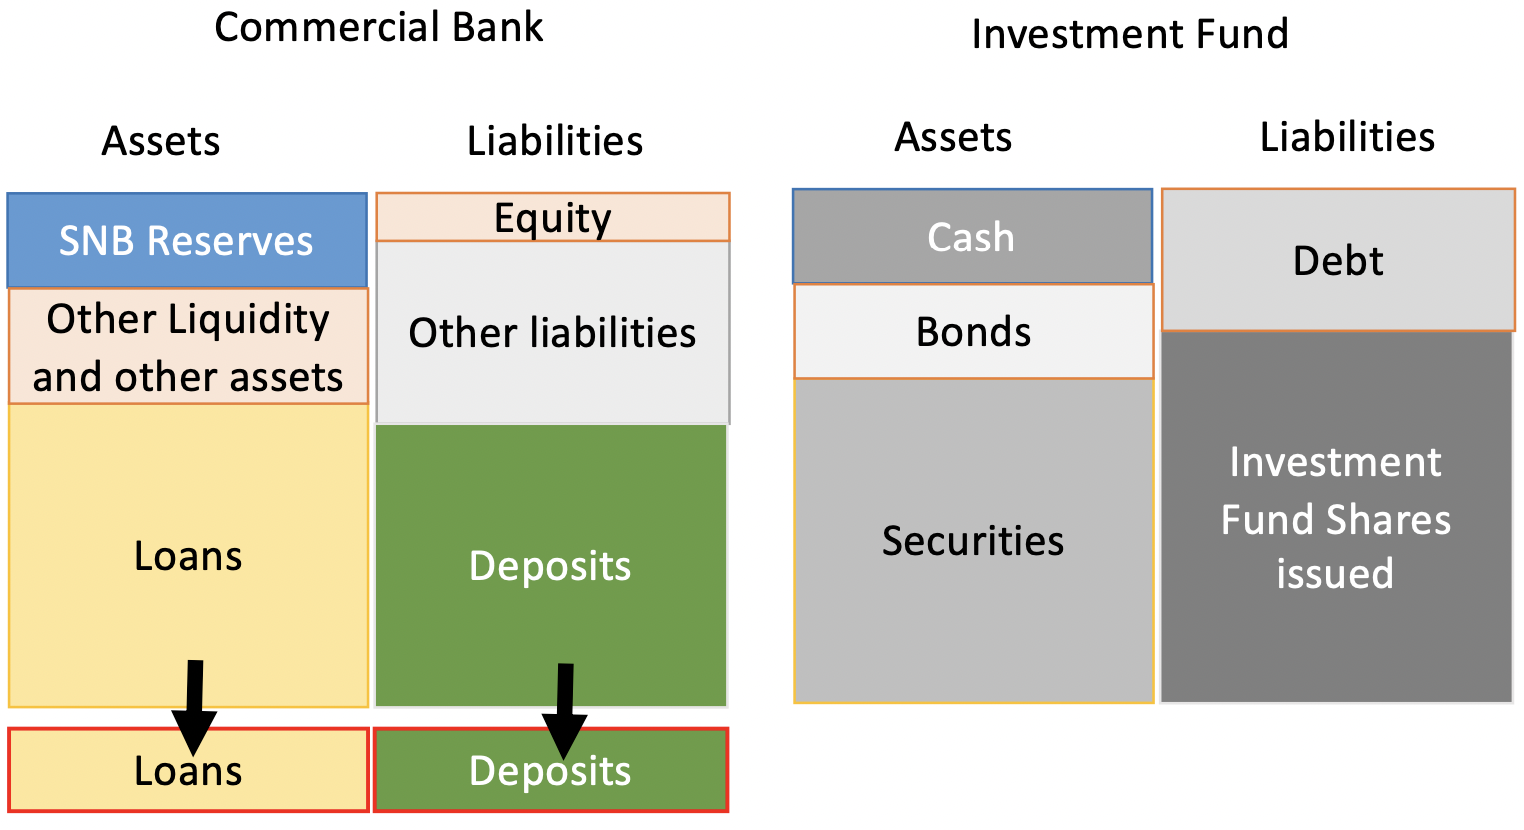 Commercial Bank
Assets
Liabilities
SNB Reserves
Other Liquidity
and other assets
Loans
Equity
Other liabilities
Deposits
Loans
Deposits
Investment Fund
Assets
Liabilities
Cash
Bonds
Securities
Debt
Investment
Fund Shares
issued